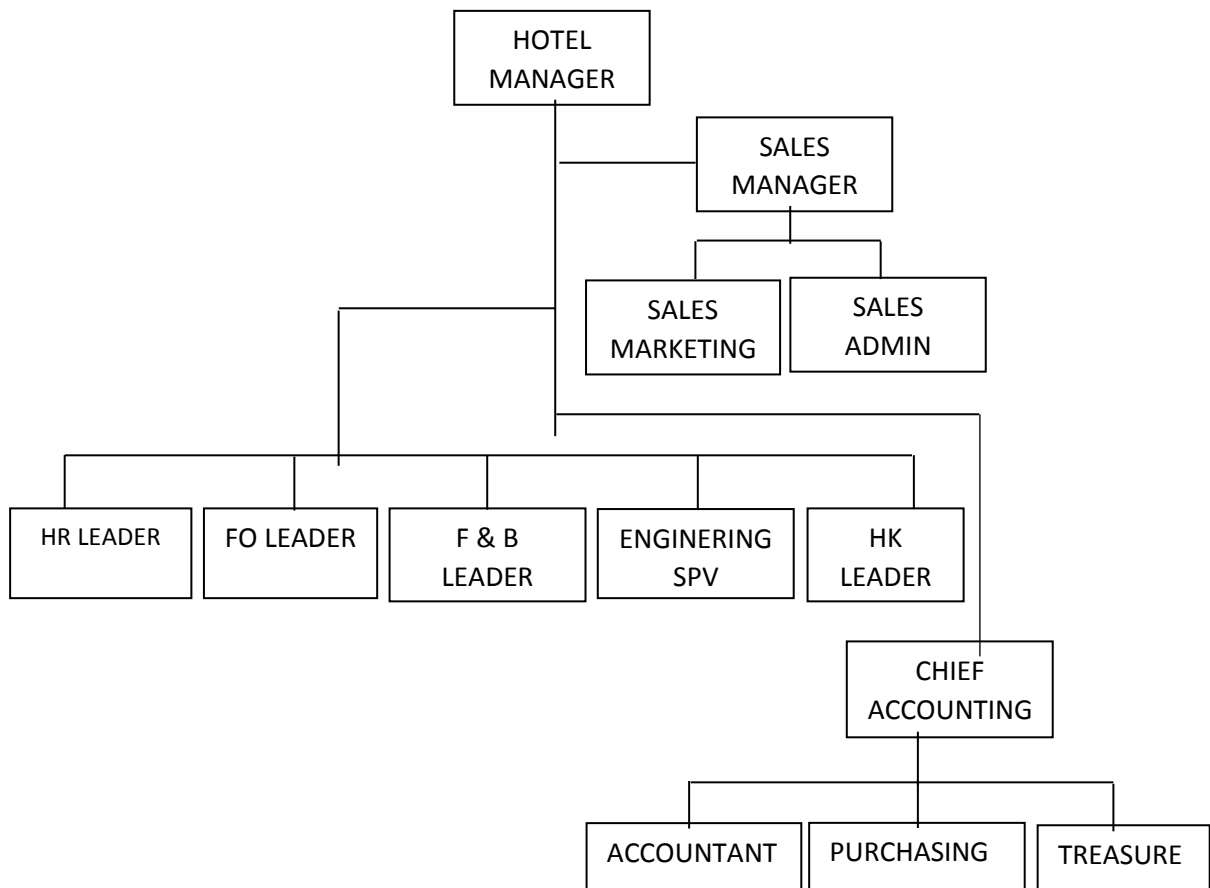 HOTEL
MANAGER
SALES
MANAGER
SALES
MARKETING
SALES
ADMIN
HR LEADER
FO LEADER
F & B
LEADER
ENGINERING
SPV
HK
LEADER
CHIEF
ACCOUNTING
ACCOUNTANT
PURCHASING
TREASURE